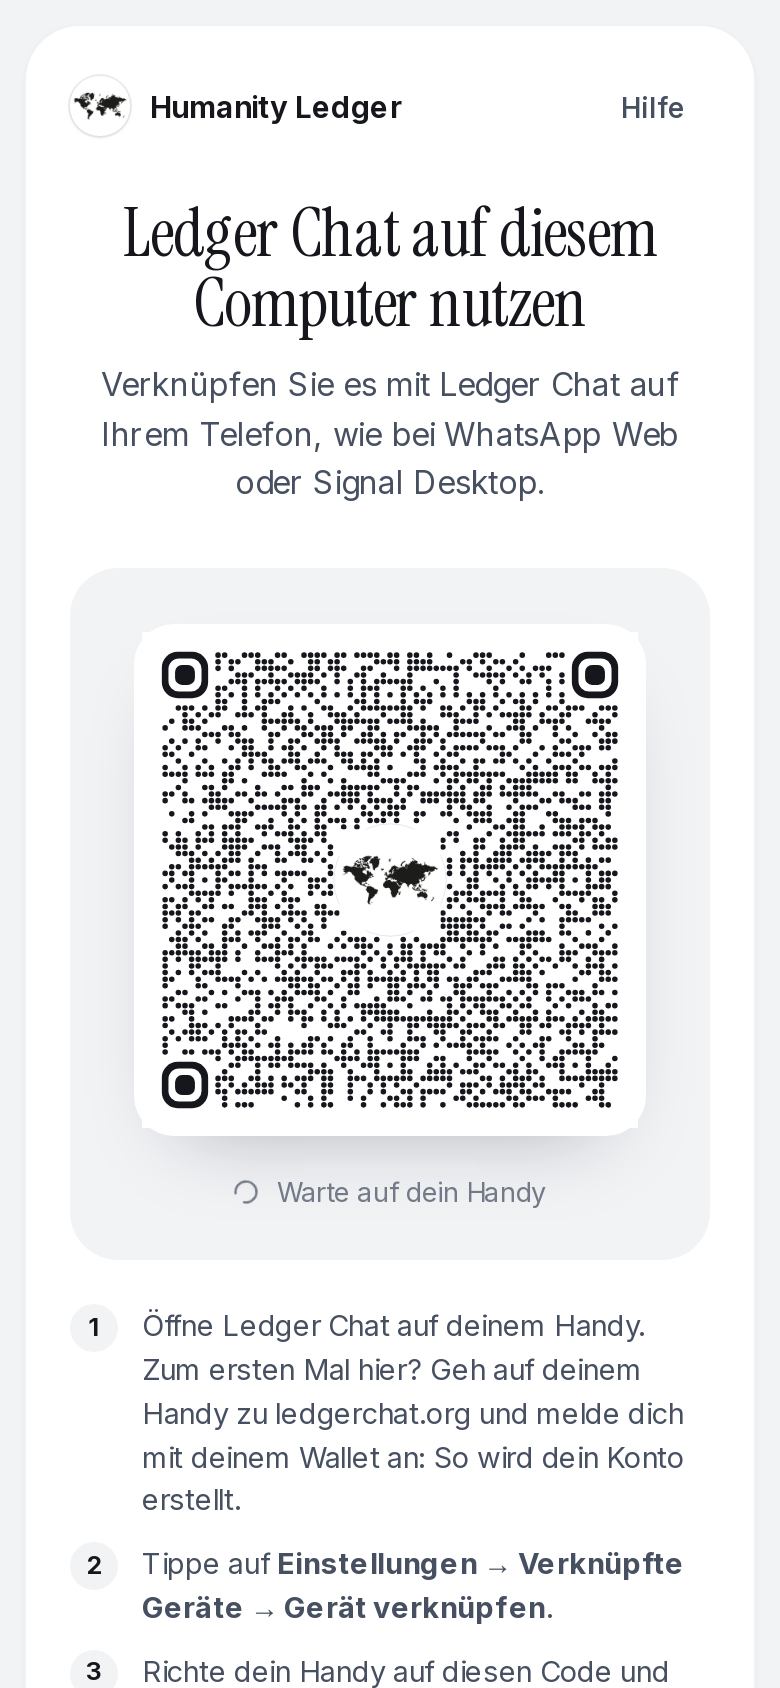 Humanity Ledger
Hilfe
Ledger Chat auf diesem
Computer nutzen
Verknüpfen Sie es mit Ledger Chat auf
Ihrem Telefon, wie bei WhatsApp Web
oder Signal Desktop.
Warte auf dein Handy
1
Öffne Ledger Chat auf deinem Handy.
Zum ersten Mal hier? Geh auf deinem
Handy zu ledgerchat.org und melde dich
mit deinem Wallet an: So wird dein Konto
erstellt.
2
Tippe auf Einstellungen → Verknüpfte
Geräte → Gerät verknüpfen.
3
Richte dein Handy auf diesen Code und